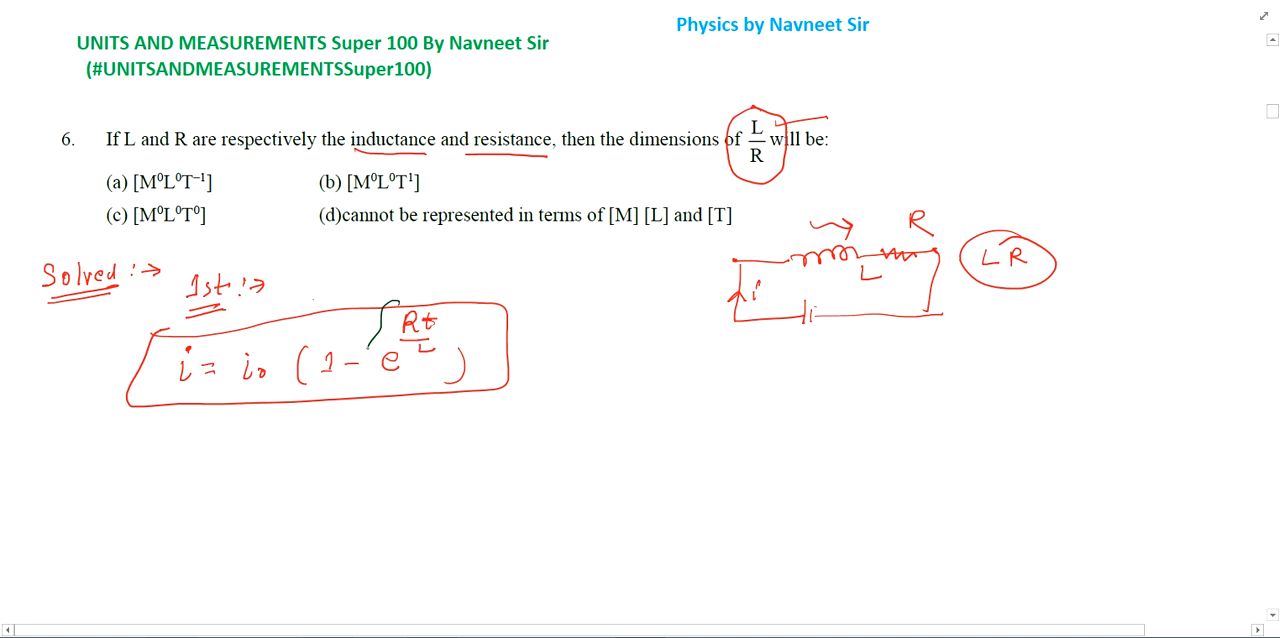 Physics by Navneet Sir
UNITS AND MEASUREMENTS Super 100 By Navneet Sir
(#UNITSANDMEASUREMENTSSuper100)
6. If L and R are respectively the inductance and resistance, then the dimensions of L/R will be:
(a) [M⁰L⁰T⁻¹] (b) [M⁰L⁰T¹]
(c) [M⁰L⁰T⁰] (d)cannot be represented in terms of [M] [L] and [T]
R
L
i
LR
Solved :→
1st :→
i = i₀ ( 1 - e^{Rt/L} )